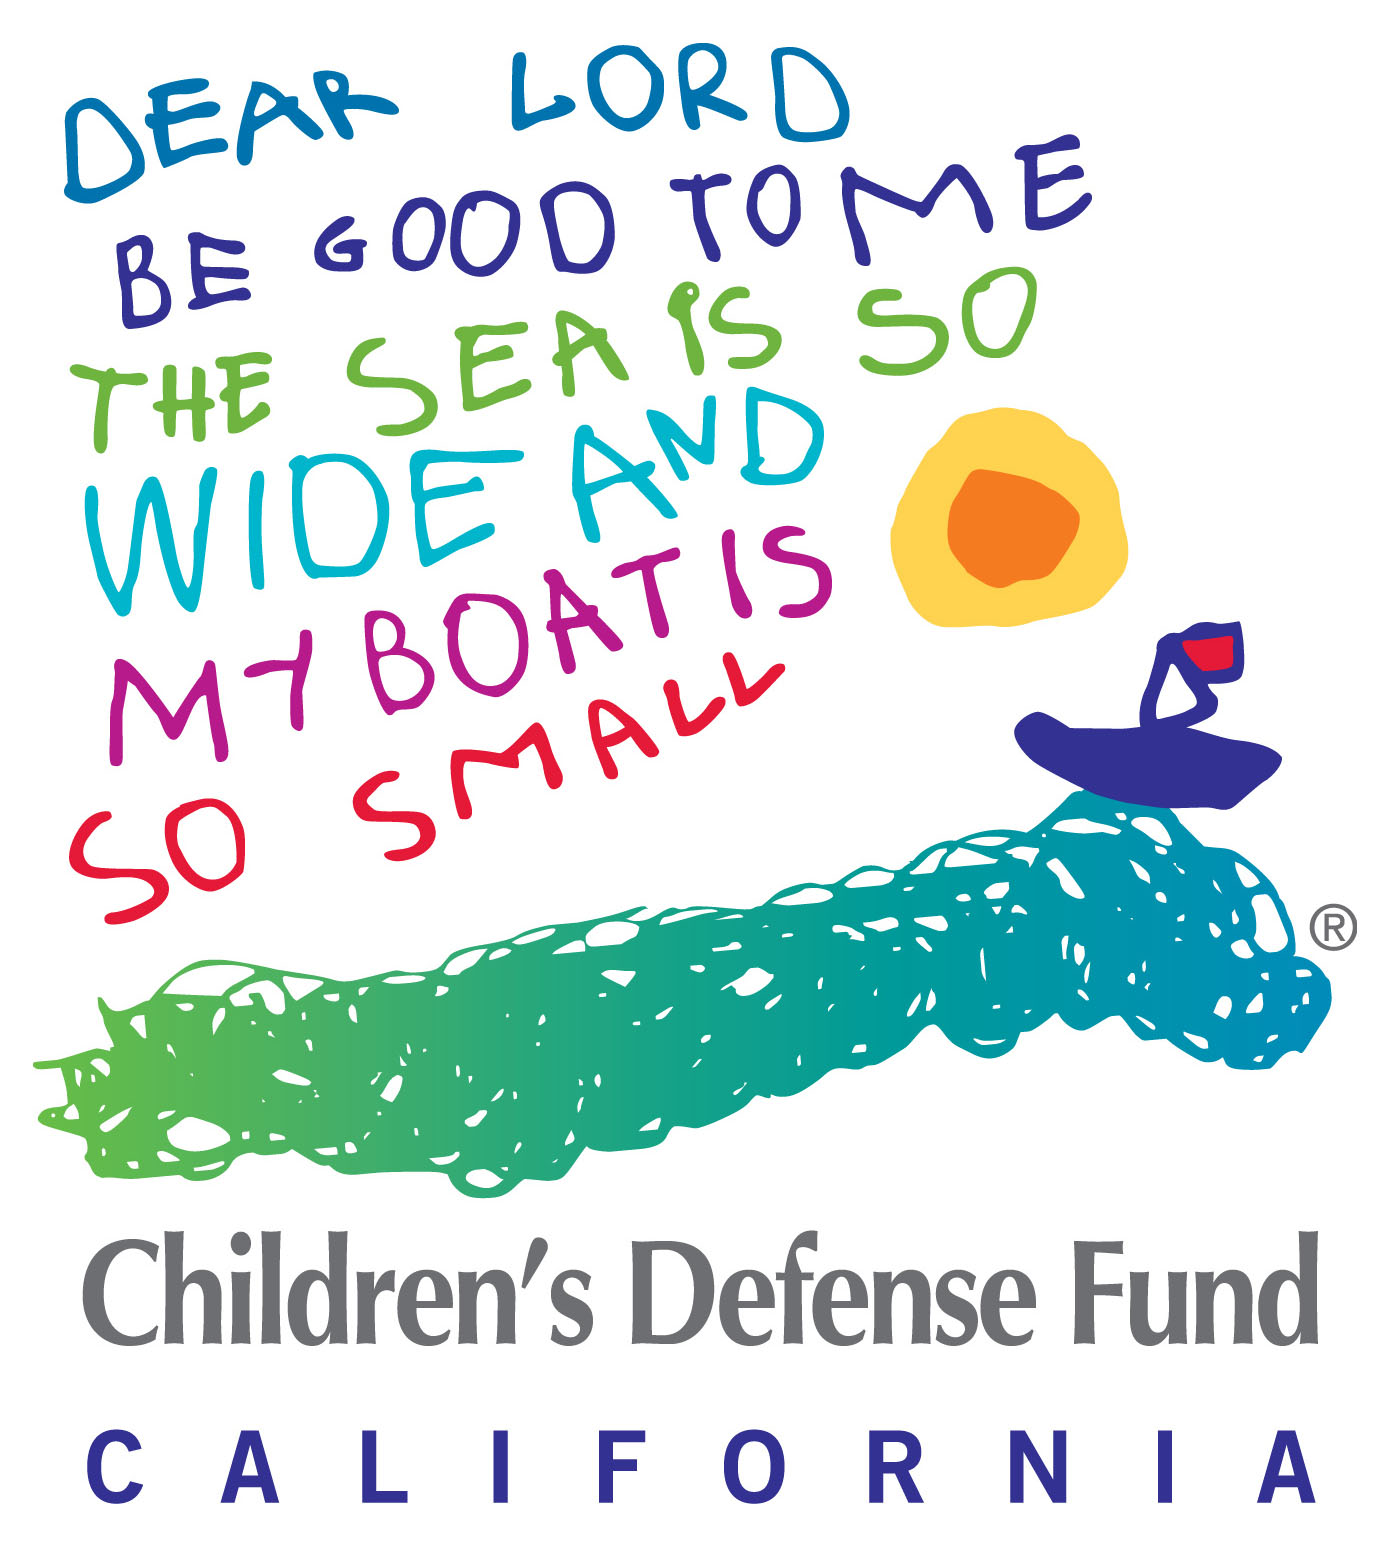 DEAR LORD
BE GOOD TO ME
THE SEA IS SO
WIDE AND
MY BOAT IS
SO SMALL
®
Children's Defense Fund
CALIFORNIA